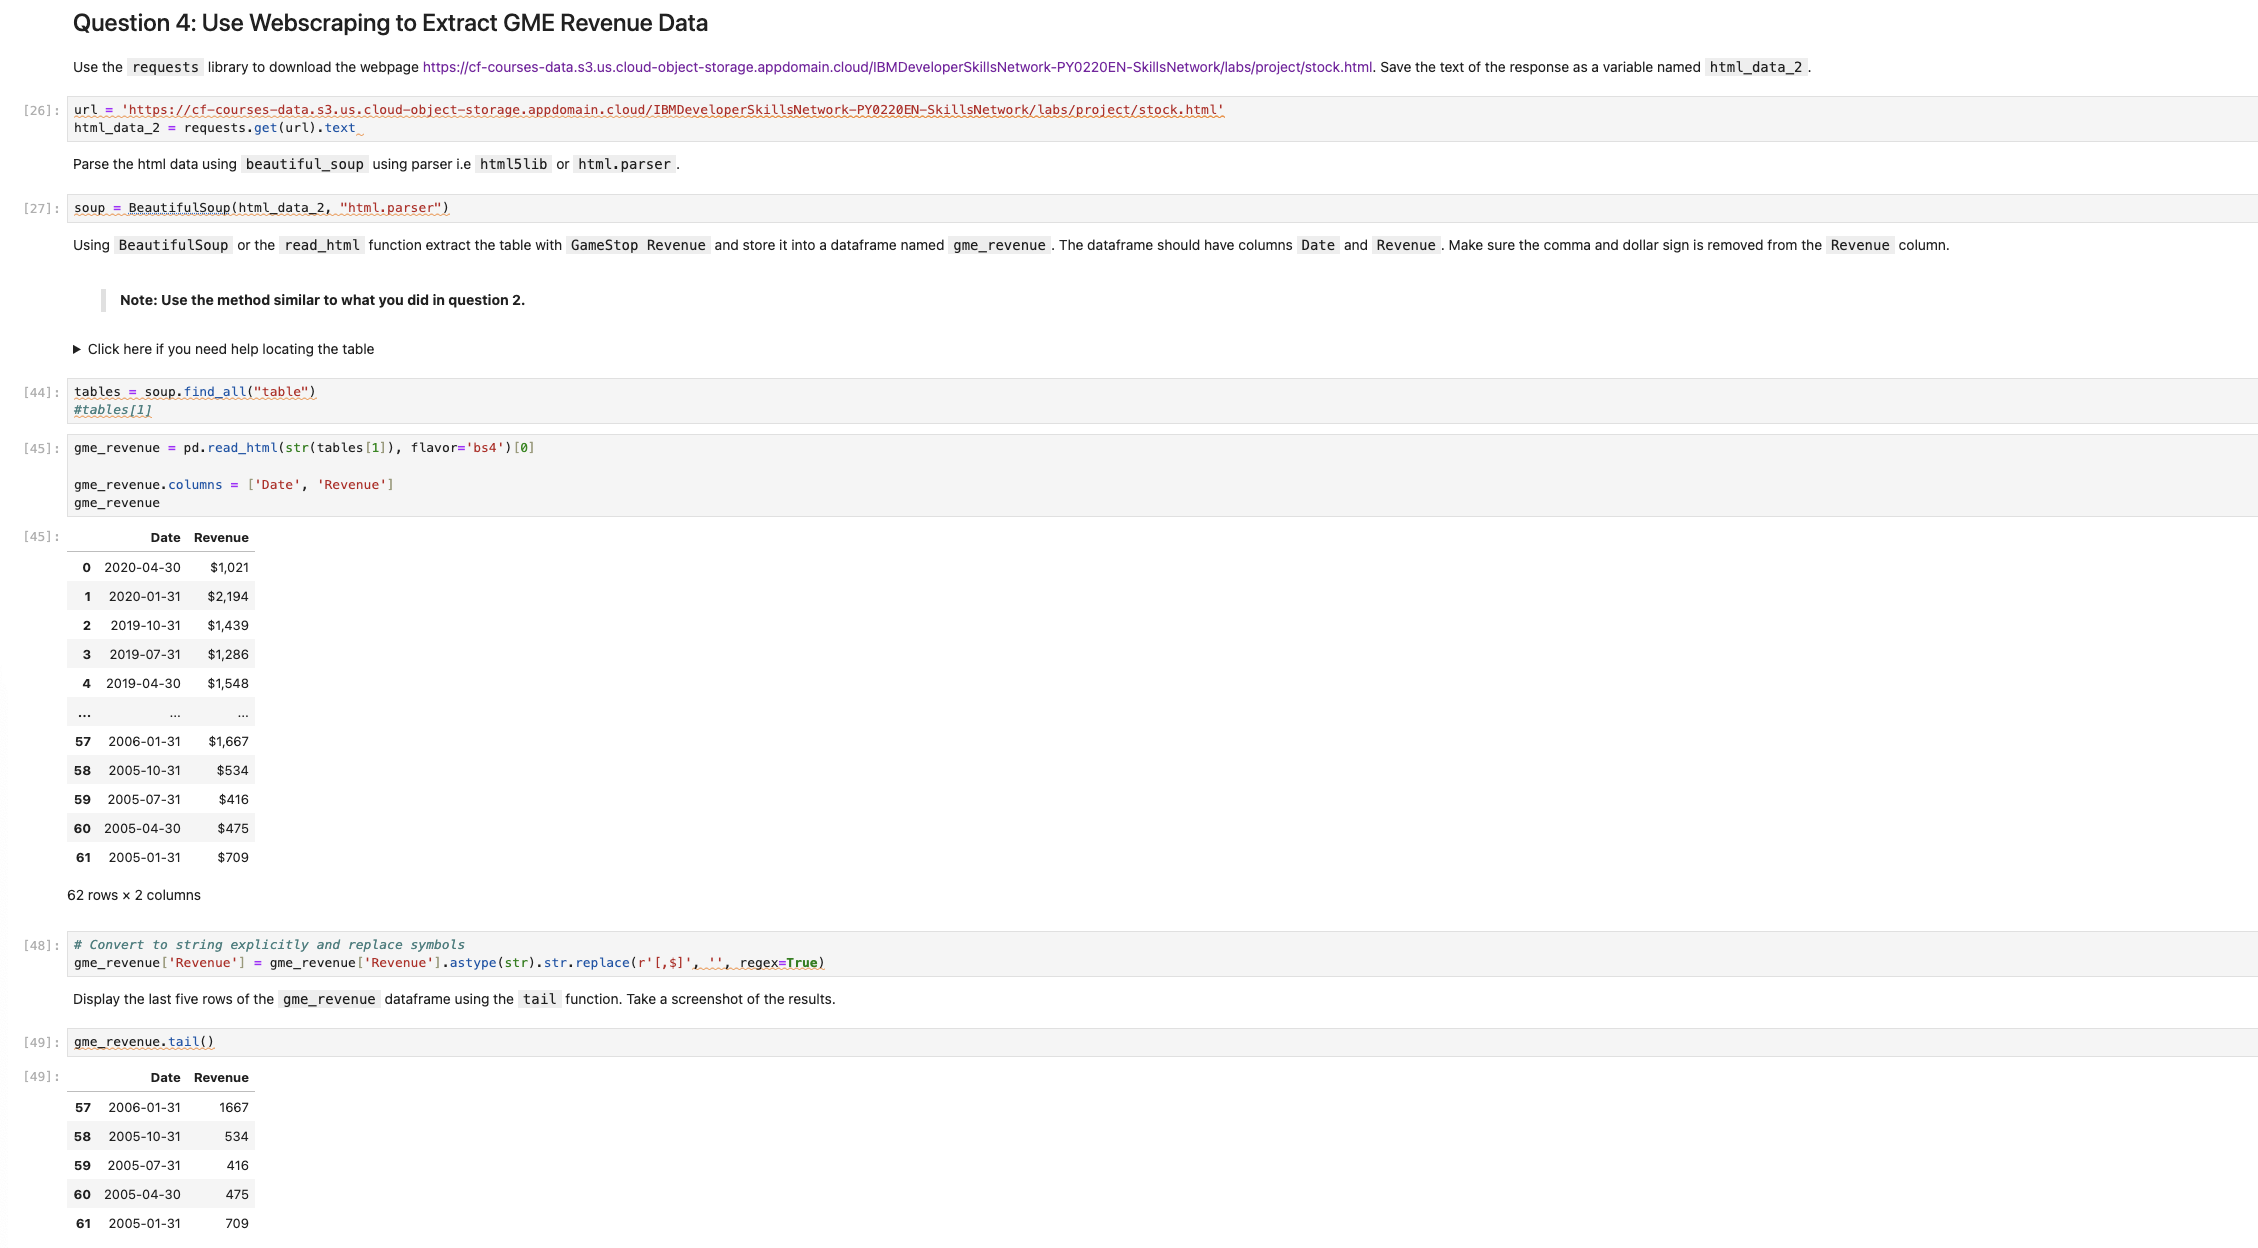 Question 4: Use Webscraping to Extract GME Revenue Data
Use the requests library to download the webpage https://cf-courses-data.s3.us.cloud-object-storage.appdomain.cloud/IBMDeveloperSkillsNetwork-PY0220EN-SkillsNetwork/labs/project/stock.html. Save the text of the response as a variable named html_data_2 .
[26]: url = 'https://cf-courses-data.s3.us.cloud-object-storage.appdomain.cloud/IBMDeveloperSkillsNetwork-PY0220EN-SkillsNetwork/labs/project/stock.html'
html_data_2 = requests.get(url).text
Parse the html data using beautiful_soup using parser i.e html5lib or html.parser .
[27]: soup = BeautifulSoup(html_data_2, "html.parser")
Using BeautifulSoup or the read_html function extract the table with GameStop Revenue and store it into a dataframe named gme_revenue . The dataframe should have columns Date and Revenue . Make sure the comma and dollar sign is removed from the Revenue column.
Note: Use the method similar to what you did in question 2.
▶ Click here if you need help locating the table
[44]: tables = soup.find_all("table")
#tables[1]
[45]: gme_revenue = pd.read_html(str(tables[1]), flavor='bs4')[0]
gme_revenue.columns = ['Date', 'Revenue']
gme_revenue
[45]: Date Revenue
0 2020-04-30 $1,021
1 2020-01-31 $2,194
2 2019-10-31 $1,439
3 2019-07-31 $1,286
4 2019-04-30 $1,548
... ... ...
57 2006-01-31 $1,667
58 2005-10-31 $534
59 2005-07-31 $416
60 2005-04-30 $475
61 2005-01-31 $709
62 rows × 2 columns
[48]: # Convert to string explicitly and replace symbols
gme_revenue['Revenue'] = gme_revenue['Revenue'].astype(str).str.replace(r'[,$]', '', regex=True)
Display the last five rows of the gme_revenue dataframe using the tail function. Take a screenshot of the results.
[49]: gme_revenue.tail()
[49]: Date Revenue
57 2006-01-31 1667
58 2005-10-31 534
59 2005-07-31 416
60 2005-04-30 475
61 2005-01-31 709